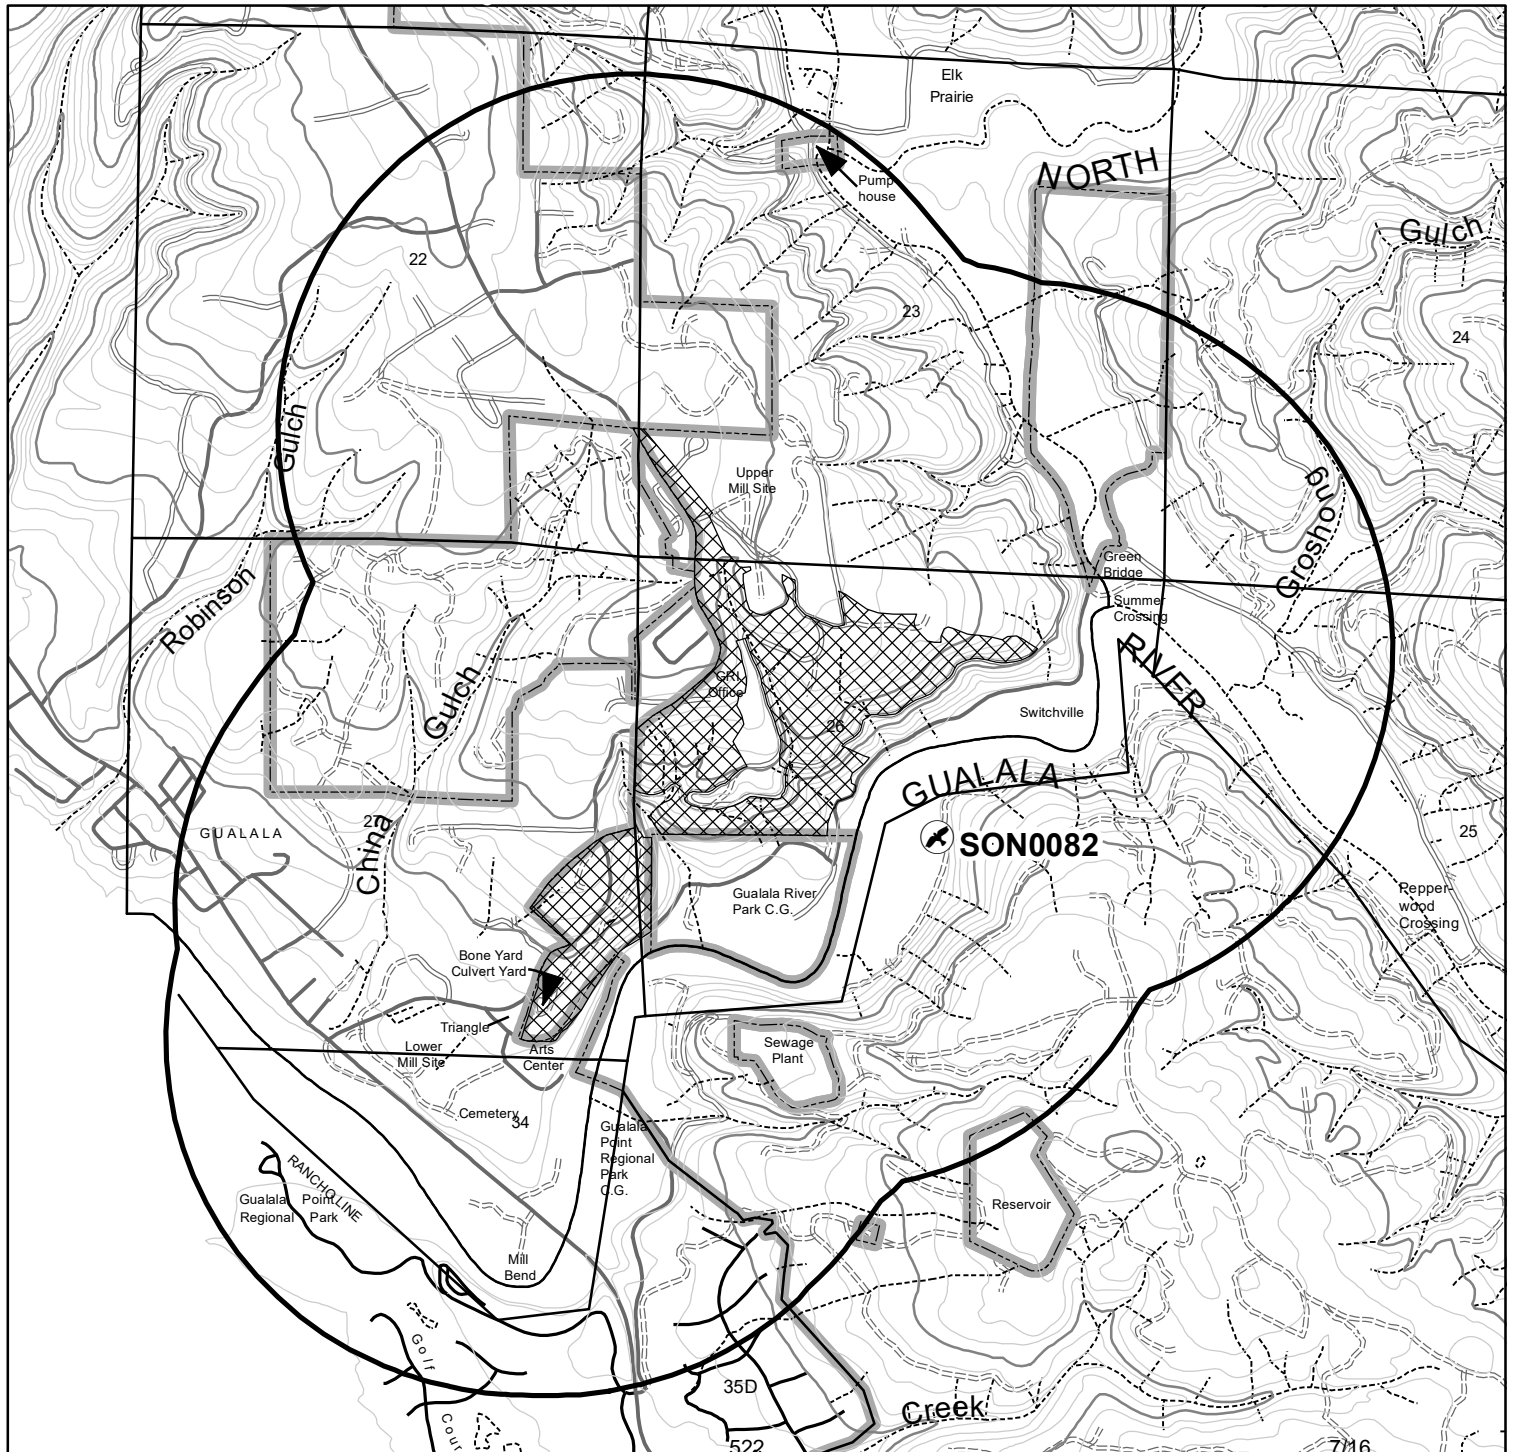 Elk
Prairie
NORTH
Pump
house
Gulch
22
23
24
Gulch
Upper
Mill Site
Grosho ng
Green
Bridge
Summer
Crossing
Robinson
RIVER
Gulch
GRI
Office
26
Switchville
GUALALA
GUALALA
27
China
SON0082
25
Gualala River
Park C.G.
Pepper-
wood
Crossing
Bone Yard
Culvert Yard
Triangle
Lower
Mill Site
Arts
Center
Sewage
Plant
Cemetery
34
Gualala
Point
Regional
Park
C.G.
RANCHO LINE
Gualala Point
Regional Park
Reservoir
Mill
Bend
Golf
Cour
35D
Creek
522
7/16